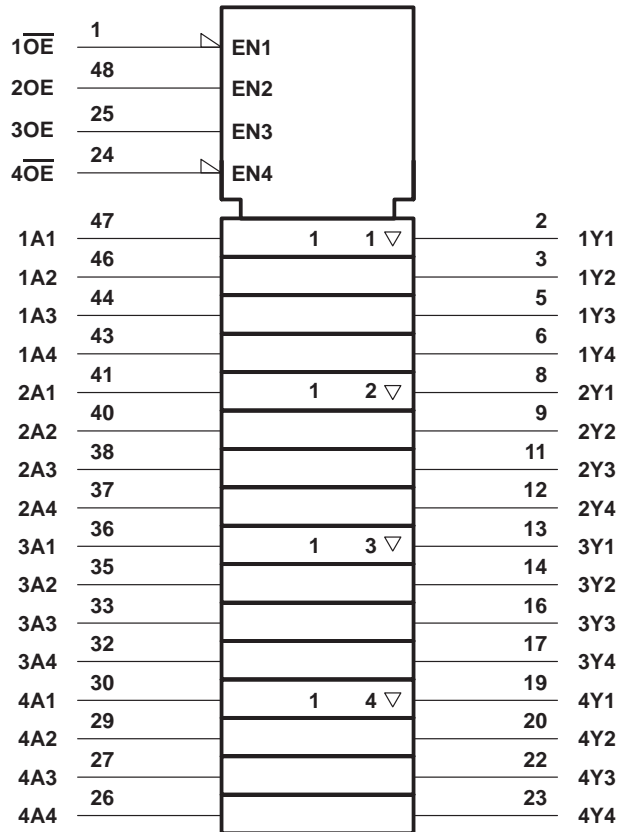 1O̅E̅ 1 EN1
2OE 48 EN2
3OE 25 EN3
4O̅E̅ 24 EN4
1A1 47 1 1 ▽ 2 1Y1
1A2 46 3 1Y2
1A3 44 5 1Y3
1A4 43 6 1Y4
2A1 41 1 2 ▽ 8 2Y1
2A2 40 9 2Y2
2A3 38 11 2Y3
2A4 37 12 2Y4
3A1 36 1 3 ▽ 13 3Y1
3A2 35 14 3Y2
3A3 33 16 3Y3
3A4 32 17 3Y4
4A1 30 1 4 ▽ 19 4Y1
4A2 29 20 4Y2
4A3 27 22 4Y3
4A4 26 23 4Y4